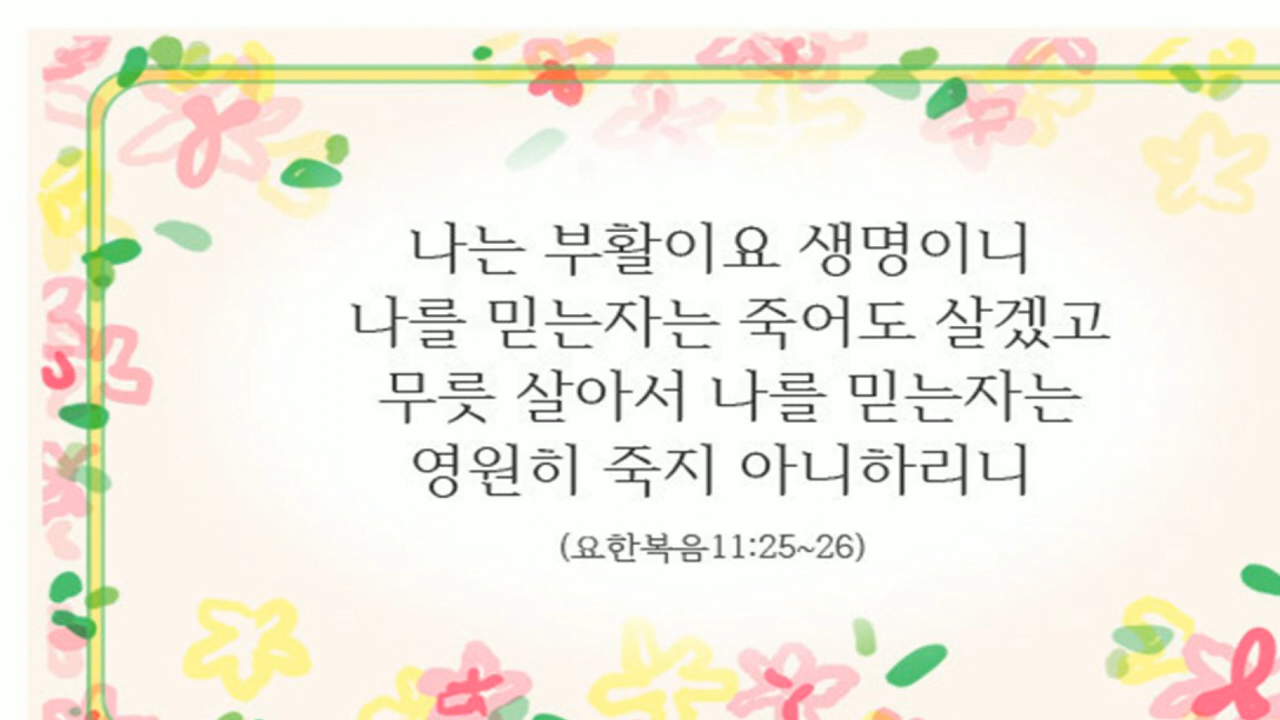 나는 부활이요 생명이니
나를 믿는자는 죽어도 살겠고
무릇 살아서 나를 믿는자는
영원히 죽지 아니하리니
(요한복음11:25~26)